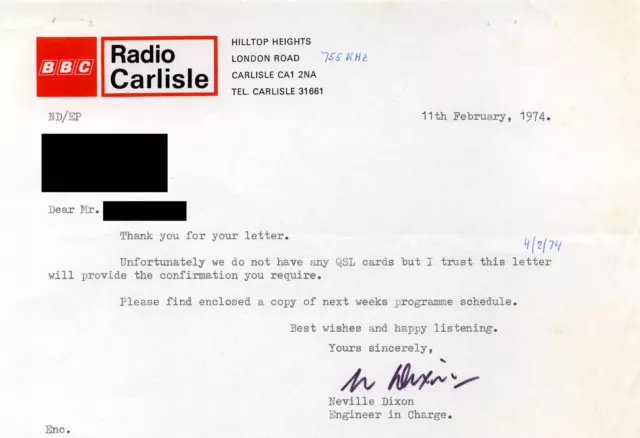 BBC Radio Carlisle
HILLTOP HEIGHTS
LONDON ROAD 755 KHz
CARLISLE CA1 2NA
TEL. CARLISLE 31661
ND/EP 11th February, 1974.
Dear Mr.
Thank you for your letter.
4/2/74
Unfortunately we do not have any QSL cards but I trust this letter
will provide the confirmation you require.
Please find enclosed a copy of next weeks programme schedule.
Best wishes and happy listening.
Yours sincerely,
N Dixon
Neville Dixon
Engineer in Charge.
Enc.